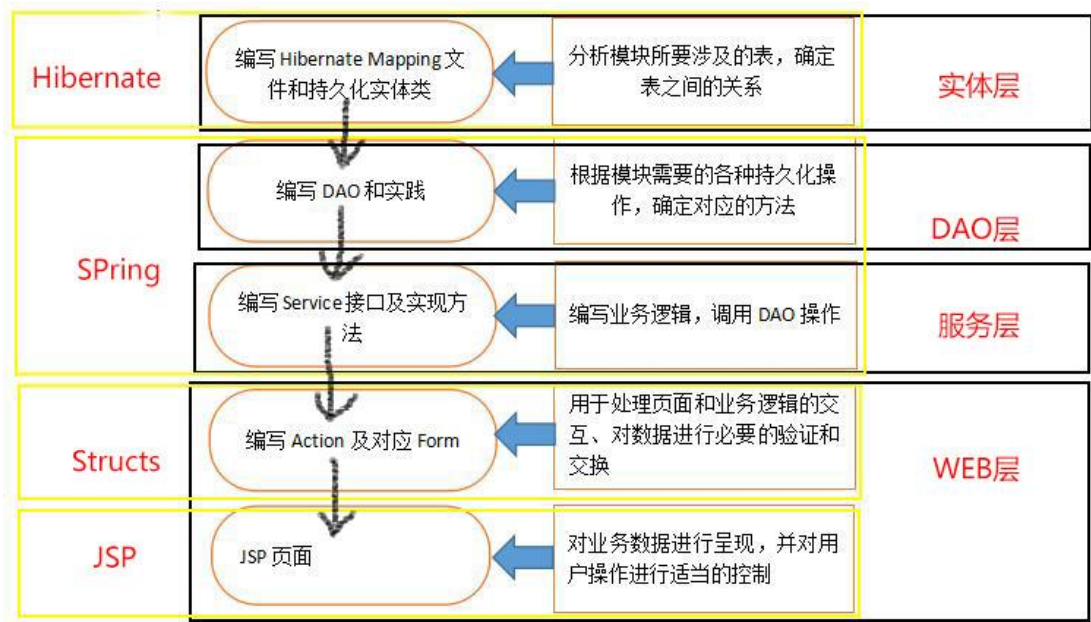 Hibernate
编写 Hibernate Mapping 文
件和持久化实体类
分析模块所要涉及的表，确定
表之间的关系
实体层
SPring
编写 DAO 和实践
根据模块需要的各种持久化操
作，确定对应的方法
DAO层
编写 Service 接口及实现方
法
编写业务逻辑，调用 DAO 操作
服务层
Structs
编写 Action 及对应 Form
用于处理页面和业务逻辑的交
互、对数据进行必要的验证和
交换
WEB层
JSP
JSP 页面
对业务数据进行呈现，并对用
户操作进行适当的控制